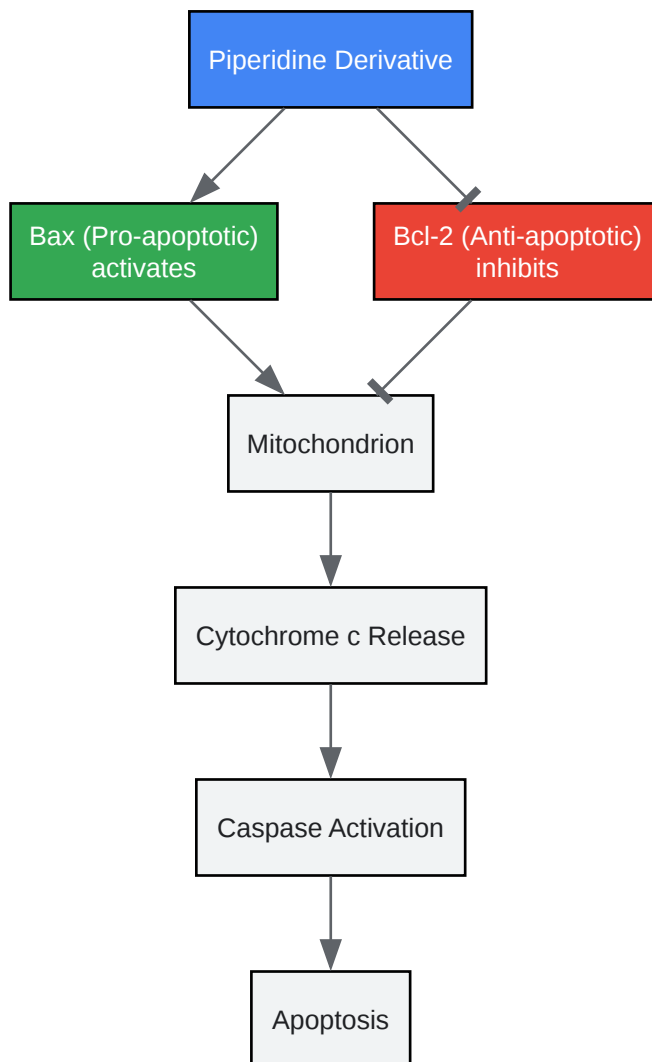 Piperidine Derivative
Bax (Pro-apoptotic)
activates
Bcl-2 (Anti-apoptotic)
inhibits
Mitochondrion
Cytochrome c Release
Caspase Activation
Apoptosis